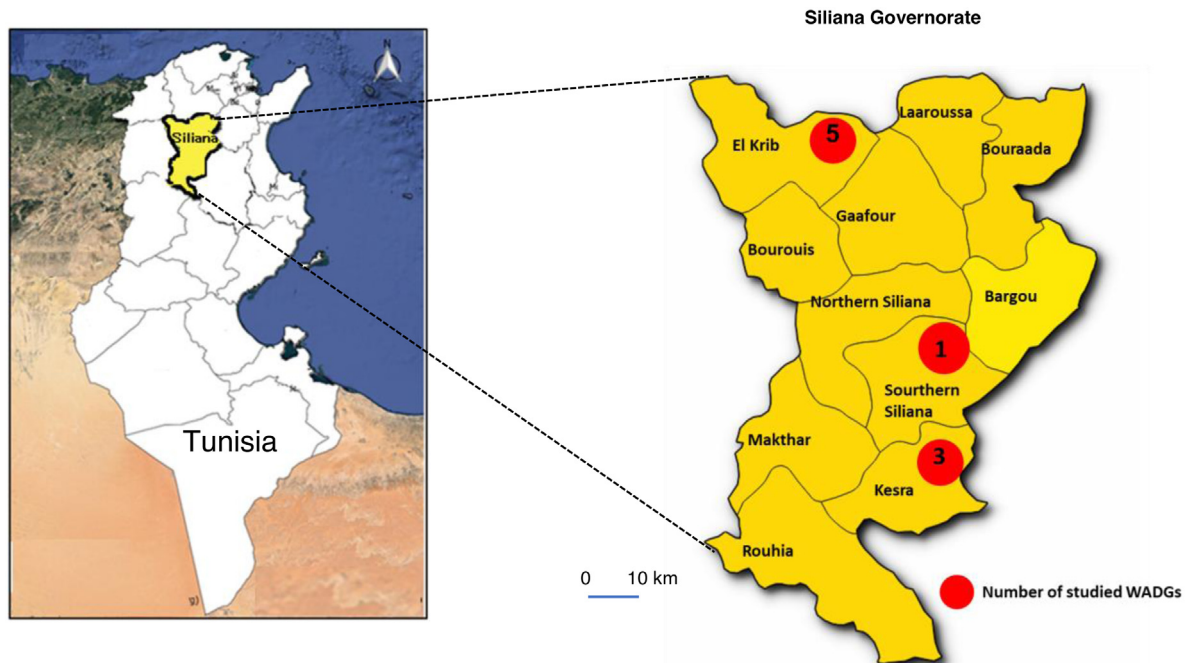 Siliana Governorate
N
Siliana
Tunisia
Laaroussa
5
El Krib
Bouraada
Gaafour
Bourouis
Northern Siliana
Bargou
1
Sourthern
Siliana
Makthar
3
Kesra
Rouhia
0 10 km
Number of studied WADGs